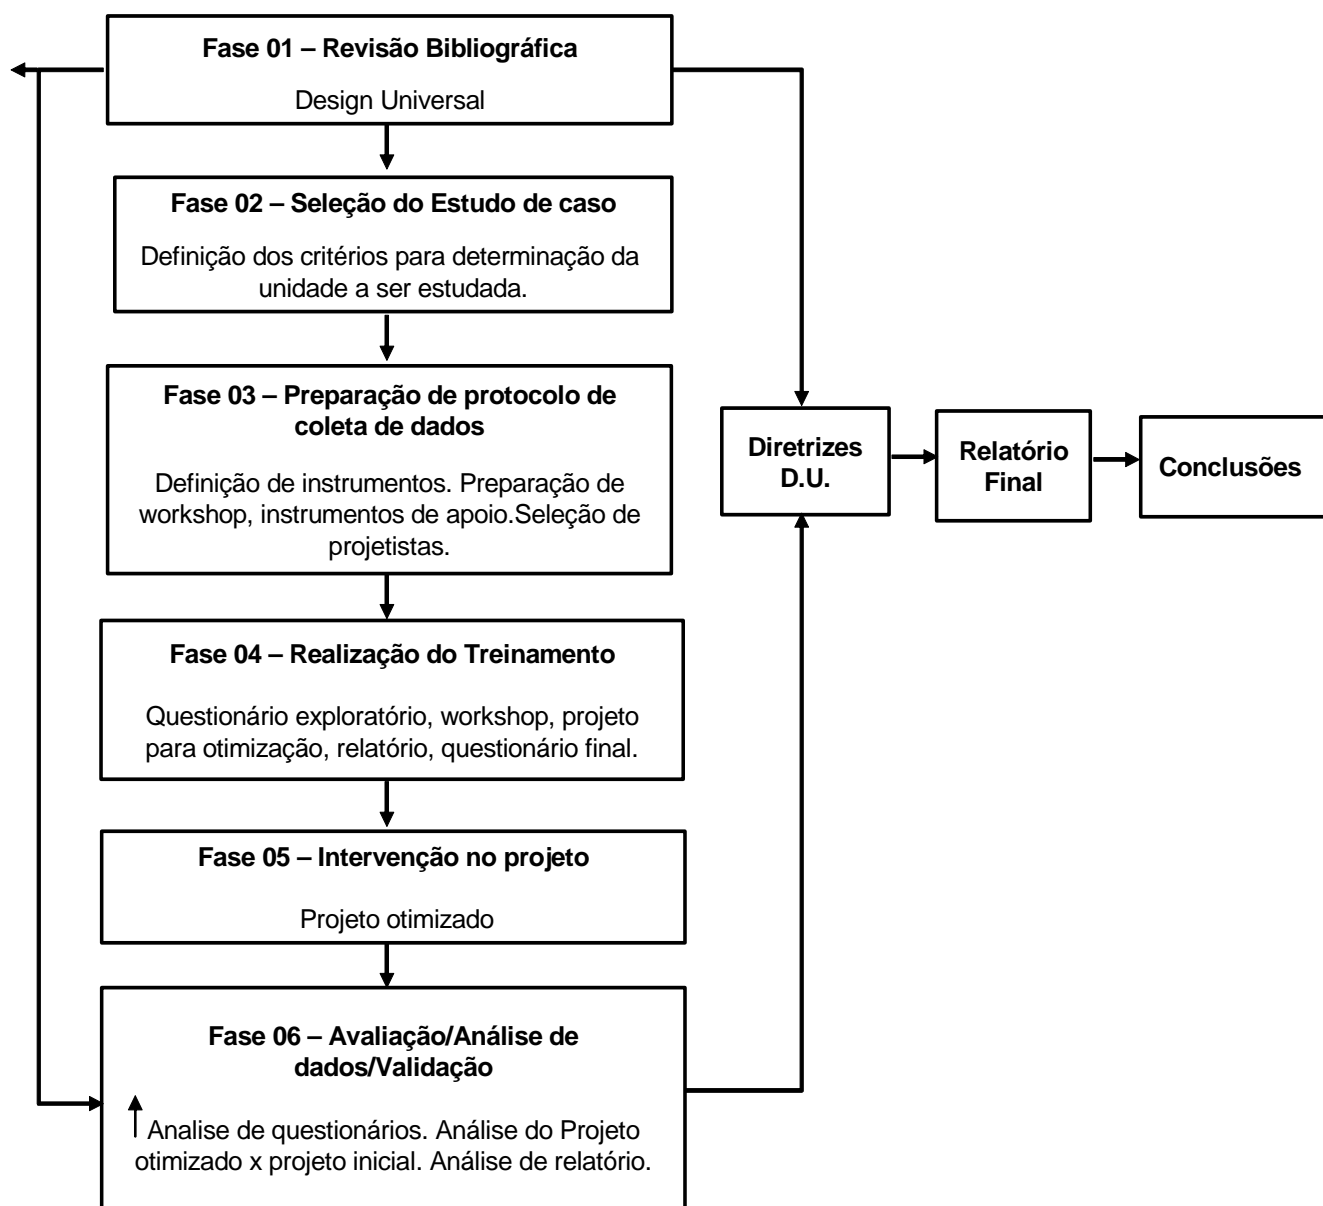 Fase 01 – Revisão Bibliográfica
Design Universal
Fase 02 – Seleção do Estudo de caso
Definição dos critérios para determinação da
unidade a ser estudada.
Fase 03 – Preparação de protocolo de
coleta de dados
Definição de instrumentos. Preparação de
workshop, instrumentos de apoio.Seleção de
projetistas.
Fase 04 – Realização do Treinamento
Questionário exploratório, workshop, projeto
para otimização, relatório, questionário final.
Fase 05 – Intervenção no projeto
Projeto otimizado
Fase 06 – Avaliação/Análise de
dados/Validação
Analise de questionários. Análise do Projeto
otimizado x projeto inicial. Análise de relatório.
Diretrizes
D.U.
Relatório
Final
Conclusões